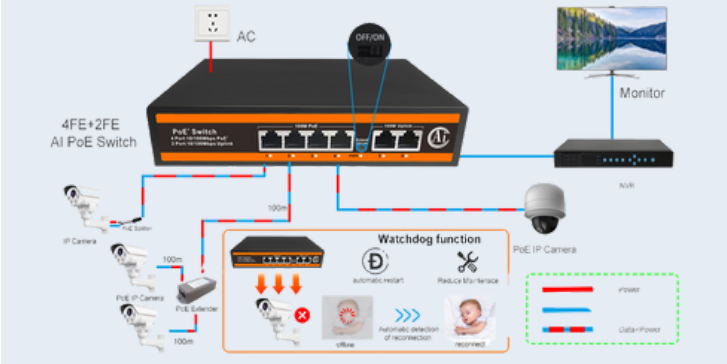 AC
OFF/ON
Monitor
4FE+2FE
AI PoE Switch
PoE+ Switch
4 Port 10/100Mbps PoE+
2 Port 10/100Mbps Uplink
100M PoE
100M Uplink
Ai
NVR
100m
PoE Splitter
IP Camera
PoE IP Camera
100m
PoE IP Camera
PoE Extender
100m
Watchdog function
automatic restart
Reduce Maintenace
offline
Automatic detection
of reconnection
reconnect
Power
Data+Power